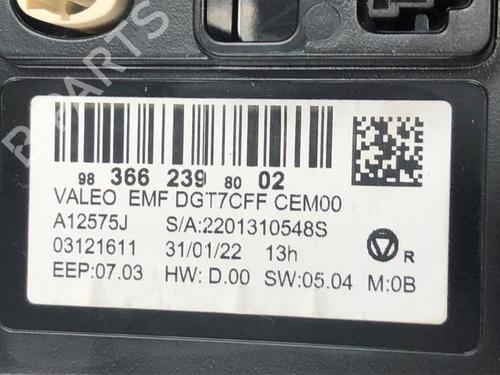 98 366 239 80 02
VALEO EMF DGT7CFF CEM00
A12575J S/A:2201310548S
03121611 31/01/22 13h
EEP:07.03 HW: D.00 SW:05.04 M:0B
V R
B-PARTS